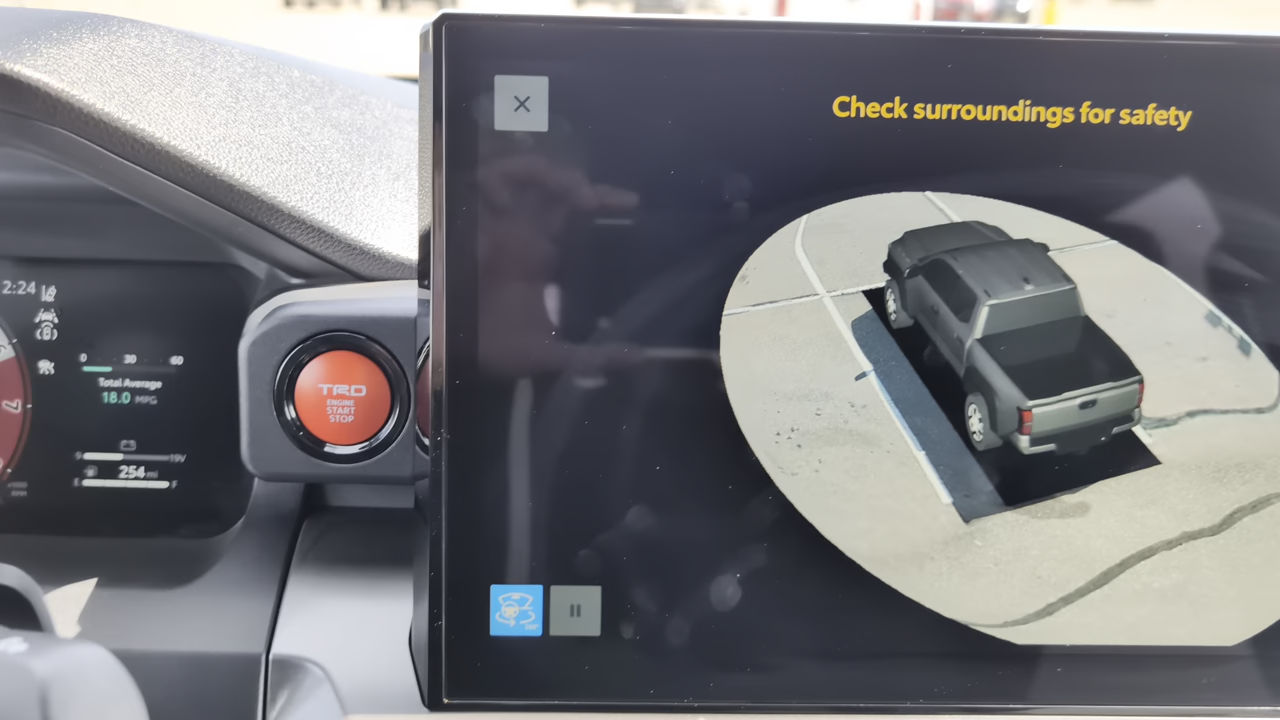 Check surroundings for safety
2:24
0 30 60
Total Average
18.0 MPG
19V
254 mi
E F
TRD
ENGINE
START
STOP